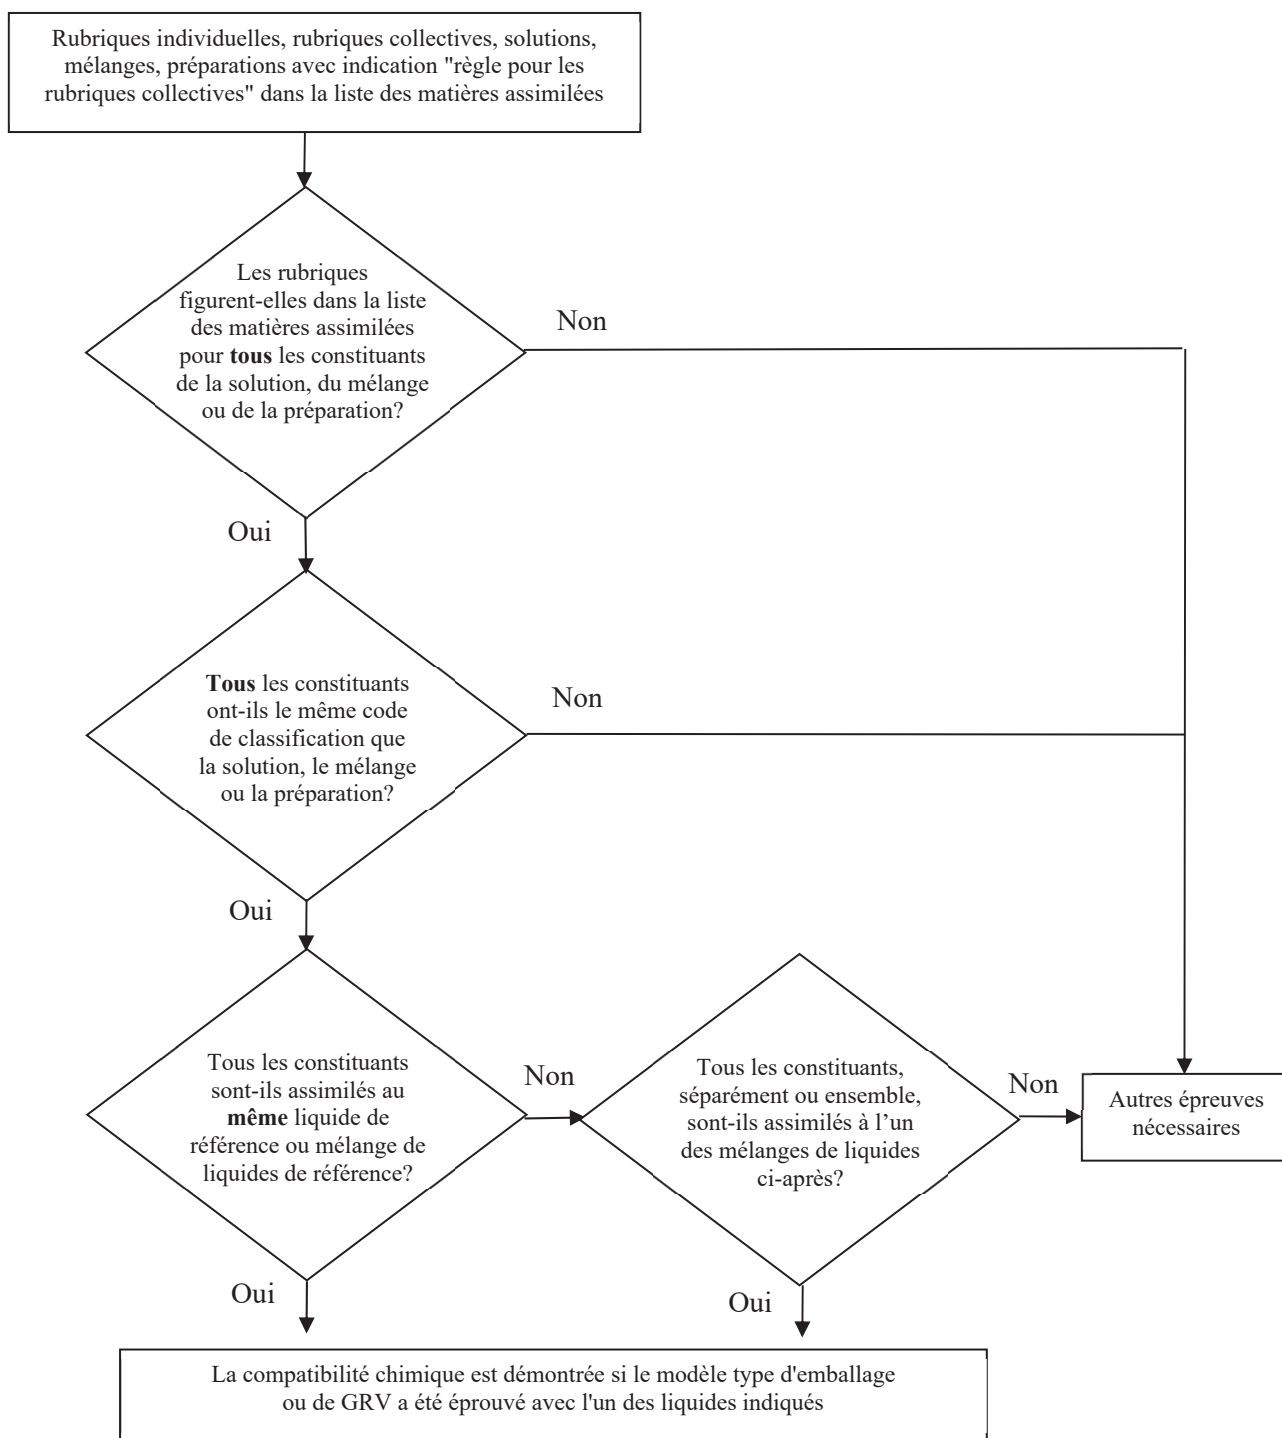 Rubriques individuelles, rubriques collectives, solutions,
mélanges, préparations avec indication "règle pour les
rubriques collectives" dans la liste des matières assimilées
Les rubriques
figurent-elles dans la liste
des matières assimilées
pour tous les constituants
de la solution, du mélange
ou de la préparation?
Non
Oui
Tous les constituants
ont-ils le même code
de classification que
la solution, le mélange
ou la préparation?
Non
Oui
Tous les constituants
sont-ils assimilés au
même liquide de
référence ou mélange de
liquides de référence?
Non
Tous les constituants,
séparément ou ensemble,
sont-ils assimilés à l’un
des mélanges de liquides
ci-après?
Non
Autres épreuves
nécessaires
Oui
Oui
La compatibilité chimique est démontrée si le modèle type d'emballage
ou de GRV a été éprouvé avec l'un des liquides indiqués